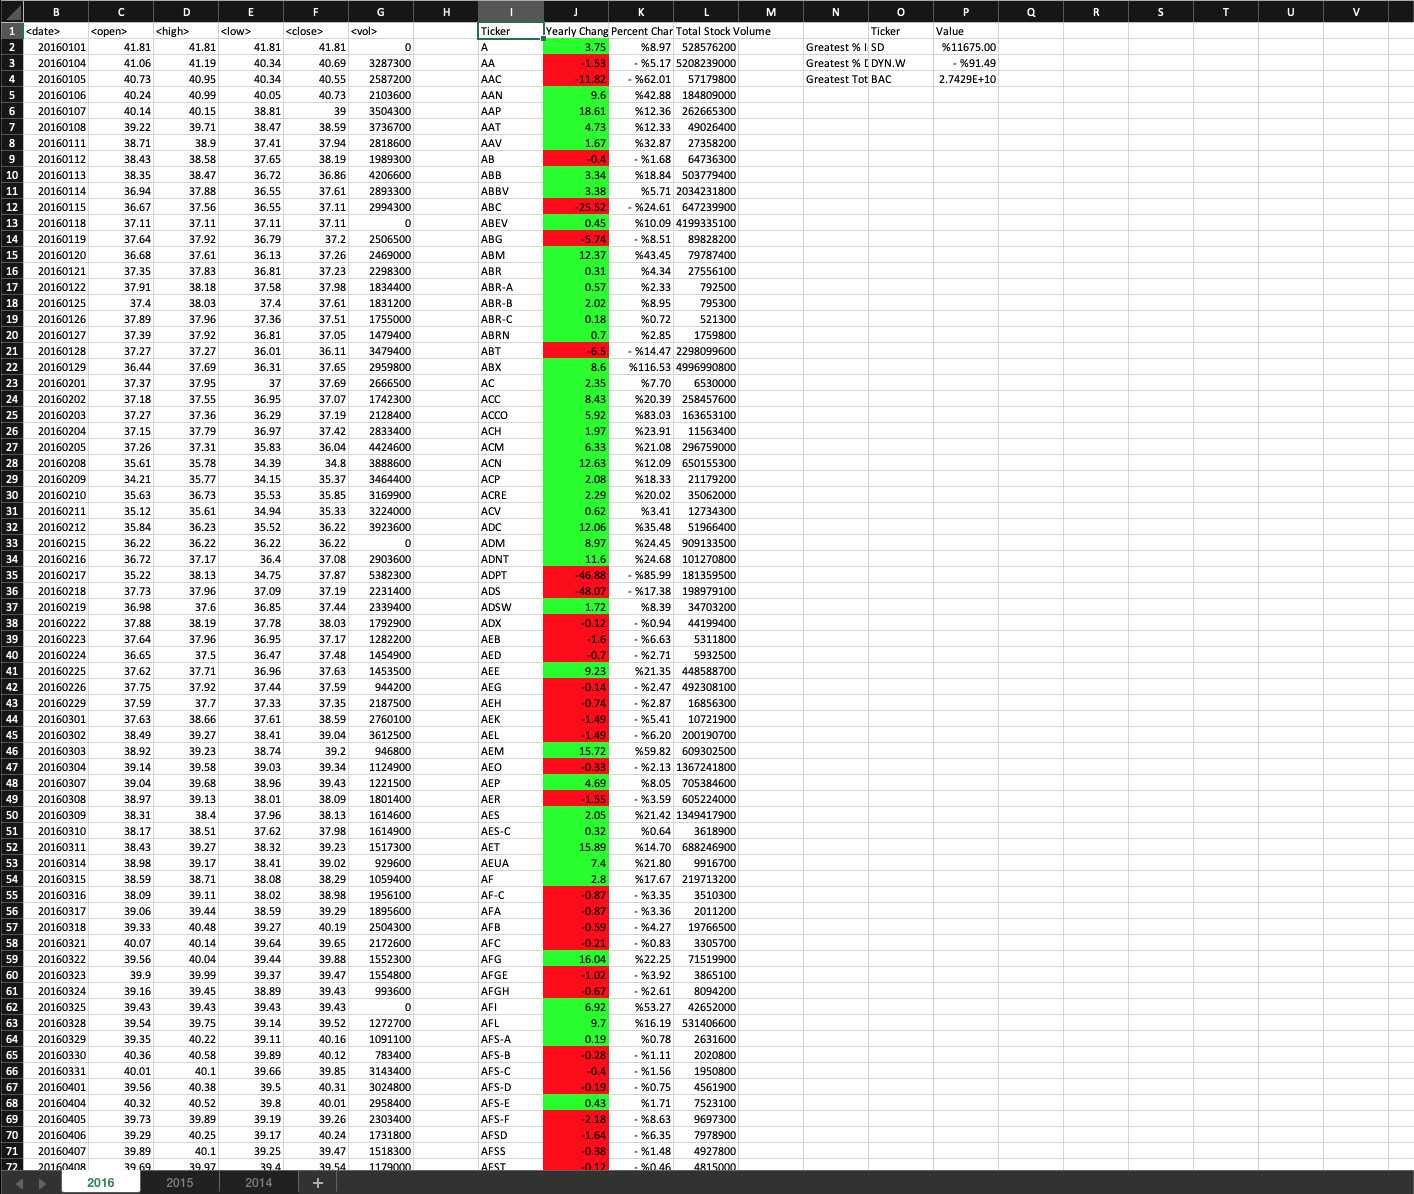 B C D E F G H I J K L M N O P Q R S T U V
1 <date> <open> <high> <low> <close> <vol> Ticker Yearly Chang Percent Char Total Stock Volume Ticker Value
2 20160101 41.81 41.81 41.81 41.81 0 A 3.75 %8.97 528576200 Greatest % I SD %11675.00
3 20160104 41.06 41.19 40.34 40.69 3287300 AA -1.53 - %5.17 5208239000 Greatest % D DYN.W - %91.49
4 20160105 40.73 40.95 40.34 40.55 2587200 AAC -11.82 - %62.01 57179800 Greatest Tot BAC 2.7429E+10
5 20160106 40.24 40.99 40.05 40.73 2103600 AAN 9.6 %42.88 184809000
6 20160107 40.14 40.15 38.81 39 3504300 AAP 18.61 %12.36 262665300
7 20160108 39.22 39.71 38.47 38.59 3736700 AAT 4.73 %12.33 49026400
8 20160111 38.71 38.9 37.41 37.94 2818600 AAV 1.67 %32.87 27358200
9 20160112 38.43 38.58 37.65 38.19 1989300 AB -0.4 - %1.68 64736300
10 20160113 38.35 38.47 36.72 36.86 4206600 ABB 3.34 %18.84 503779400
11 20160114 36.94 37.88 36.55 37.61 2893300 ABBV 3.38 %5.71 2034231800
12 20160115 36.67 37.56 36.55 37.11 2994300 ABC -25.52 - %24.61 647239900
13 20160118 37.11 37.11 37.11 37.11 0 ABEV 0.45 %10.09 4199335100
14 20160119 37.64 37.92 36.79 37.2 2506500 ABG -5.74 - %8.51 89828200
15 20160120 36.68 37.61 36.13 37.26 2469000 ABM 12.37 %43.45 79787400
16 20160121 37.35 37.83 36.81 37.23 2298300 ABR 0.31 %4.34 27556100
17 20160122 37.91 38.18 37.58 37.98 1834400 ABR-A 0.57 %2.33 792500
18 20160125 37.4 38.03 37.4 37.61 1831200 ABR-B 2.02 %8.95 795300
19 20160126 37.89 37.96 37.36 37.51 1755000 ABR-C 0.18 %0.72 521300
20 20160127 37.39 37.92 36.81 37.05 1479400 ABRN 0.7 %2.85 1759800
21 20160128 37.27 37.27 36.01 36.11 3479400 ABT -6.5 - %14.47 2298099600
22 20160129 36.44 37.69 36.31 37.65 2959800 ABX 8.6 %116.53 4996990800
23 20160201 37.37 37.95 37 37.69 2666500 AC 2.35 %7.70 6530000
24 20160202 37.18 37.55 36.95 37.07 1742300 ACC 8.43 %20.39 258457600
25 20160203 37.27 37.36 36.29 37.19 2128400 ACCO 5.92 %83.03 163653100
26 20160204 37.15 37.79 36.97 37.42 2833400 ACH 1.97 %23.91 11563400
27 20160205 37.26 37.31 35.83 36.04 4424600 ACM 6.33 %21.08 296759000
28 20160208 35.61 35.78 34.39 34.8 3888600 ACN 12.63 %12.09 650155300
29 20160209 34.21 35.77 34.15 35.37 3464400 ACP 2.08 %18.33 21179200
30 20160210 35.63 36.73 35.53 35.85 3169900 ACRE 2.29 %20.02 35062000
31 20160211 35.12 35.61 34.94 35.33 3224000 ACV 0.62 %3.41 12734300
32 20160212 35.84 36.23 35.52 36.22 3923600 ADC 12.06 %35.48 51966400
33 20160215 36.22 36.22 36.22 36.22 0 ADM 8.97 %24.45 909133500
34 20160216 36.72 37.17 36.4 37.08 2903600 ADNT 11.6 %24.68 101270800
35 20160217 35.22 38.13 34.75 37.87 5382300 ADPT -46.88 - %85.99 181359500
36 20160218 37.73 37.96 37.09 37.19 2231400 ADS -48.07 - %17.38 198979100
37 20160219 36.98 37.6 36.85 37.44 2339400 ADSW 1.72 %8.39 34703200
38 20160222 37.88 38.19 37.78 38.03 1792900 ADX -0.12 - %0.94 44199400
39 20160223 37.64 37.96 36.95 37.17 1282200 AEB -1.6 - %6.63 5311800
40 20160224 36.65 37.5 36.47 37.48 1454900 AED -0.7 - %2.71 5932500
41 20160225 37.62 37.71 36.96 37.63 1453500 AEE 9.23 %21.35 448588700
42 20160226 37.75 37.92 37.44 37.59 944200 AEG -0.14 - %2.47 492308100
43 20160229 37.59 37.7 37.33 37.35 2187500 AEH -0.74 - %2.87 16856300
44 20160301 37.63 38.66 37.61 38.59 2760100 AEK -1.49 - %5.41 10721900
45 20160302 38.49 39.27 38.41 39.04 3612500 AEL -1.49 - %6.20 200190700
46 20160303 38.92 39.23 38.74 39.2 946800 AEM 15.72 %59.82 609302500
47 20160304 39.14 39.58 39.03 39.34 1124900 AEO -0.33 - %2.13 1367241800
48 20160307 39.04 39.68 38.96 39.43 1221500 AEP 4.69 %8.05 705384600
49 20160308 38.97 39.13 38.01 38.09 1801400 AER -1.55 - %3.59 605224000
50 20160309 38.31 38.4 37.96 38.13 1614600 AES 2.05 %21.42 1349417900
51 20160310 38.17 38.51 37.62 37.98 1614900 AES-C 0.32 %0.64 3618900
52 20160311 38.43 39.27 38.32 39.23 1517300 AET 15.89 %14.70 688246900
53 20160314 38.98 39.17 38.41 39.02 929600 AEUA 7.4 %21.80 9916700
54 20160315 38.59 38.71 38.08 38.29 1059400 AF 2.8 %17.67 219713200
55 20160316 38.09 39.11 38.02 38.98 1956100 AF-C -0.87 - %3.35 3510300
56 20160317 39.06 39.44 38.59 39.29 1895600 AFA -0.87 - %3.36 2011200
57 20160318 39.33 40.48 39.27 40.19 2504300 AFB -0.59 - %4.27 19766500
58 20160321 40.07 40.14 39.64 39.65 2172600 AFC -0.21 - %0.83 3305700
59 20160322 39.56 40.04 39.44 39.88 1552300 AFG 16.04 %22.25 71519900
60 20160323 39.9 39.99 39.37 39.47 1554800 AFGE -1.02 - %3.92 3865100
61 20160324 39.16 39.45 38.89 39.43 993600 AFGH -0.67 - %2.61 8094200
62 20160325 39.43 39.43 39.43 39.43 0 AFI 6.92 %53.27 42652000
63 20160328 39.54 39.75 39.14 39.52 1272700 AFL 9.7 %16.19 531406600
64 20160329 39.35 40.22 39.11 40.16 1091100 AFS-A 0.19 %0.78 2631600
65 20160330 40.36 40.58 39.89 40.12 783400 AFS-B -0.28 - %1.11 2020800
66 20160331 40.01 40.1 39.66 39.85 3143400 AFS-C -0.4 - %1.56 1950800
67 20160401 39.56 40.38 39.5 40.31 3024800 AFS-D -0.19 - %0.75 4561900
68 20160404 40.32 40.52 39.8 40.01 2958400 AFS-E 0.43 %1.71 7523100
69 20160405 39.73 39.89 39.19 39.26 2303400 AFS-F -2.18 - %8.63 9697300
70 20160406 39.29 40.25 39.17 40.24 1731800 AFSD -1.64 - %6.35 7978900
71 20160407 39.89 40.1 39.25 39.47 1518300 AFSS -0.38 - %1.48 4927800
72 20160408 39.69 39.97 39.4 39.54 1179000 AFST -0.12 - %0.46 4815000
2016 2015 2014 +